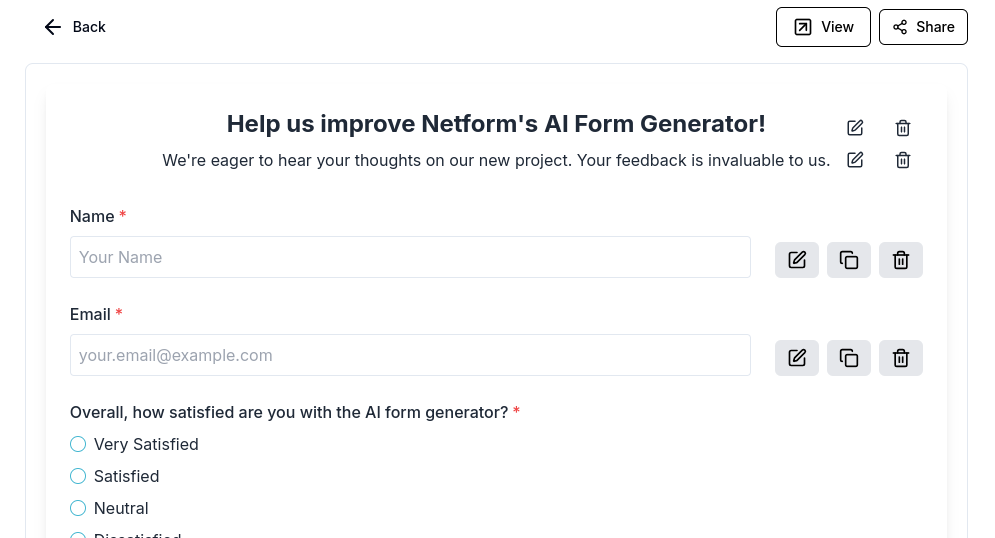 Back
View
Share
Help us improve Netform's AI Form Generator!
We're eager to hear your thoughts on our new project. Your feedback is invaluable to us.
Name *
Your Name
Email *
your.email@example.com
Overall, how satisfied are you with the AI form generator? *
Very Satisfied
Satisfied
Neutral
Dissatisfied